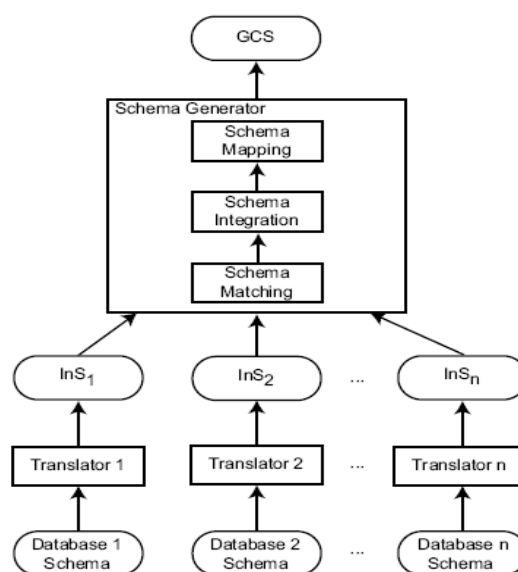 GCS
Schema Generator
Schema
Mapping
Schema
Integration
Schema
Matching
InS1
InS2
...
InSn
Translator 1
Translator 2
...
Translator n
Database 1
Schema
Database 2
Schema
...
Database n
Schema